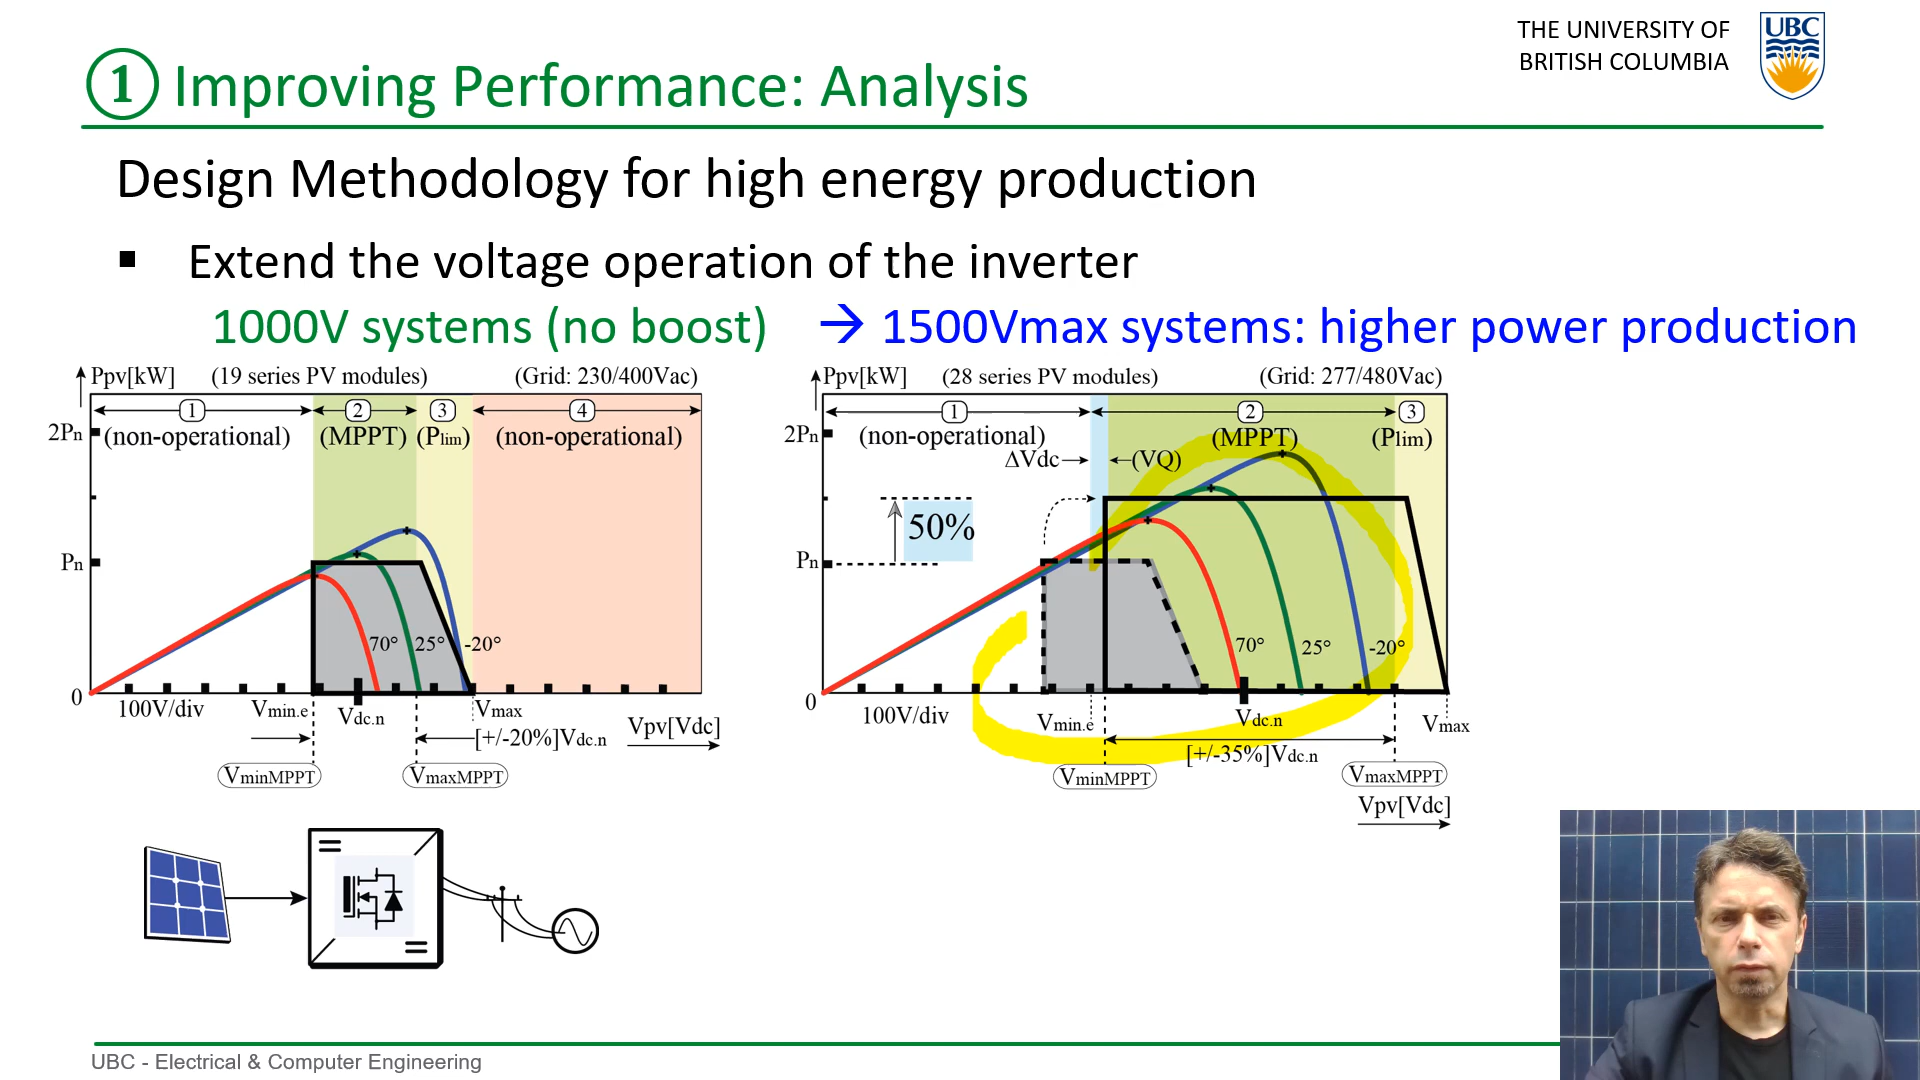 THE UNIVERSITY OF
BRITISH COLUMBIA
UBC
1 Improving Performance: Analysis
Design Methodology for high energy production
▪ Extend the voltage operation of the inverter
1000V systems (no boost) → 1500Vmax systems: higher power production
Ppv[kW] (19 series PV modules) (Grid: 230/400Vac)
1 2 3 4
2Pn (non-operational) (MPPT) (Plim) (non-operational)
Pn
70° 25° -20°
0
100V/div Vmin.e Vdc.n Vmax
[+/-20%]Vdc.n Vpv[Vdc]
VminMPPT VmaxMPPT
Ppv[kW] (28 series PV modules) (Grid: 277/480Vac)
1 2 3
2Pn (non-operational) (MPPT) (Plim)
ΔVdc (VQ)
50%
Pn
70° 25° -20°
0
100V/div Vmin.e Vdc.n Vmax
[+/-35%]Vdc.n
VminMPPT VmaxMPPT
Vpv[Vdc]
UBC - Electrical & Computer Engineering